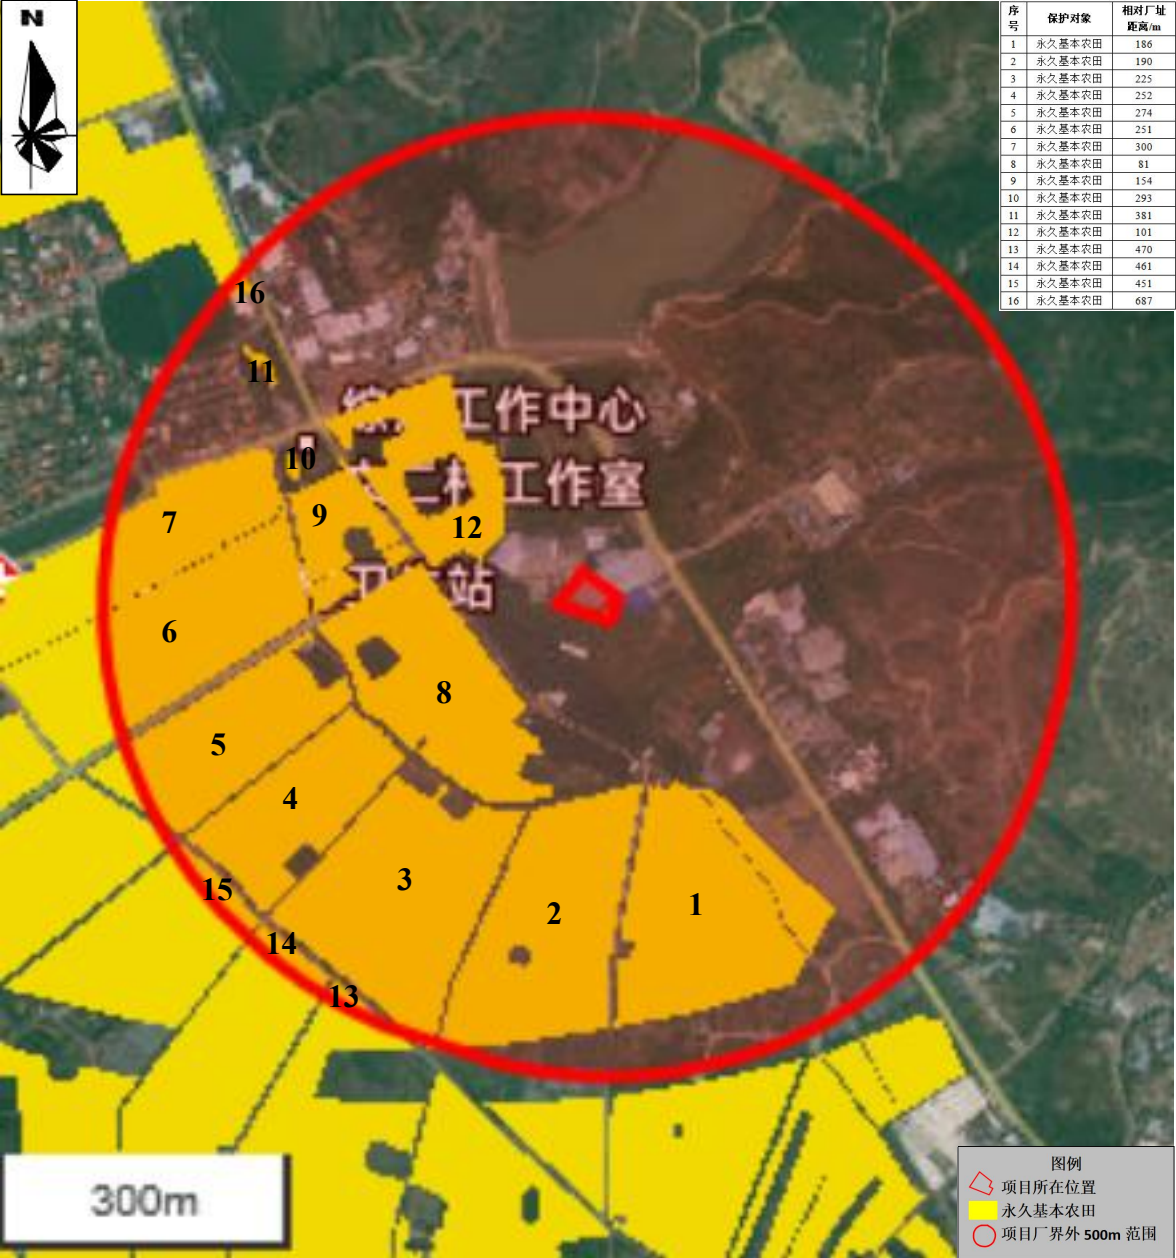 N
序号 保护对象 相对厂址距离/m
1 永久基本农田 186
2 永久基本农田 190
3 永久基本农田 225
4 永久基本农田 252
5 永久基本农田 274
6 永久基本农田 251
7 永久基本农田 300
8 永久基本农田 81
9 永久基本农田 154
10 永久基本农田 293
11 永久基本农田 381
12 永久基本农田 101
13 永久基本农田 470
14 永久基本农田 461
15 永久基本农田 451
16 永久基本农田 687
16
11
工作中心
10
二村 工作室
7
9
12
站
6
8
5
4
3
15
2
1
14
13
300m
图例
项目所在位置
永久基本农田
项目厂界外 500m 范围